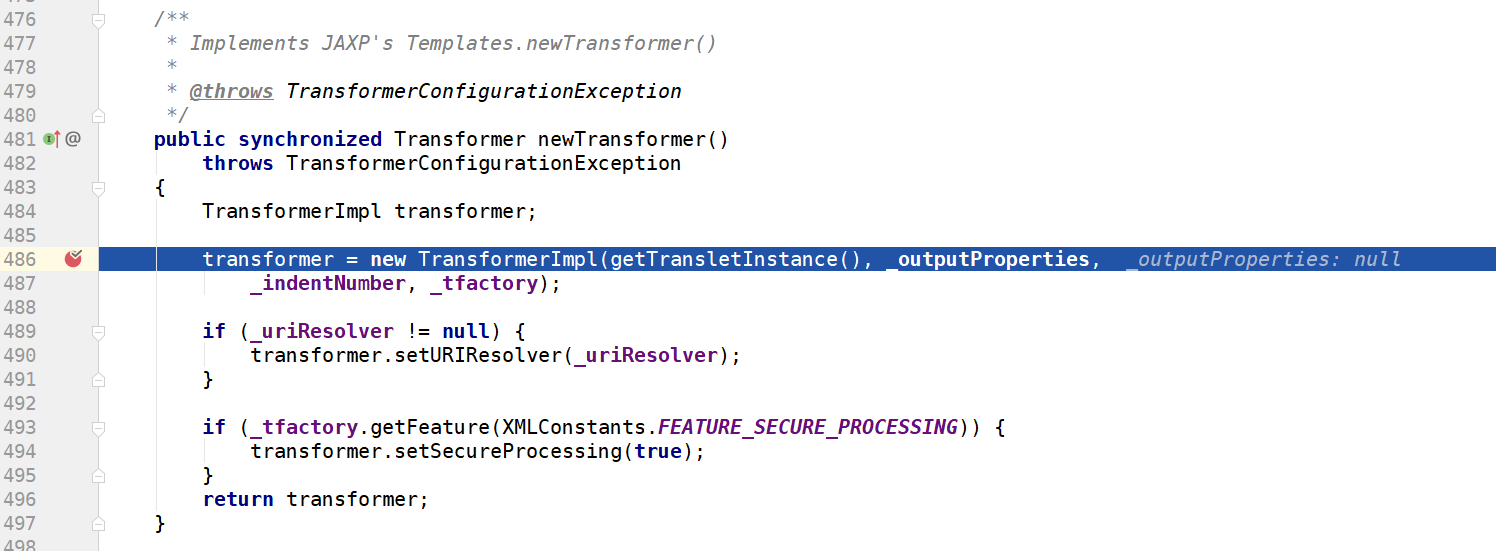 476 /**
477 * Implements JAXP's Templates.newTransformer()
478 *
479 * @throws TransformerConfigurationException
480 */
481 @ public synchronized Transformer newTransformer()
482 throws TransformerConfigurationException
483 {
484 TransformerImpl transformer;
485
486 transformer = new TransformerImpl(getTransletInstance(), _outputProperties, _outputProperties: null
487 _indentNumber, _tfactory);
488
489 if (_uriResolver != null) {
490 transformer.setURIResolver(_uriResolver);
491 }
492
493 if (_tfactory.getFeature(XMLConstants.FEATURE_SECURE_PROCESSING)) {
494 transformer.setSecureProcessing(true);
495 }
496 return transformer;
497 }
498